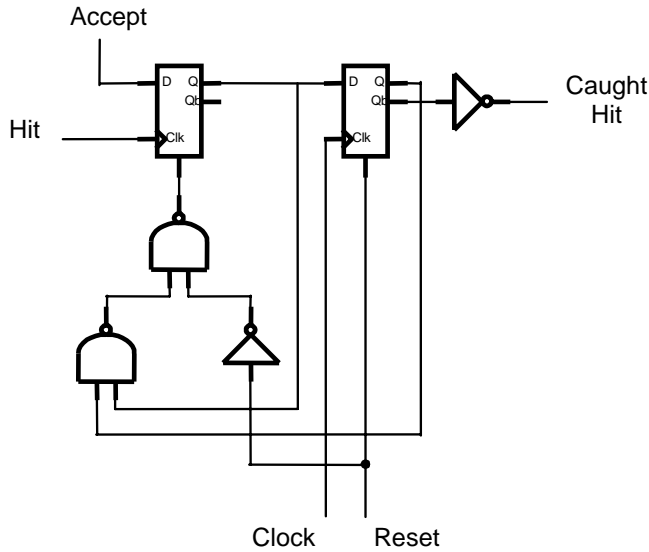 Accept
D Q
Qb
Clk
D Q
Qb
Clk
Caught
Hit
Hit
Clock Reset